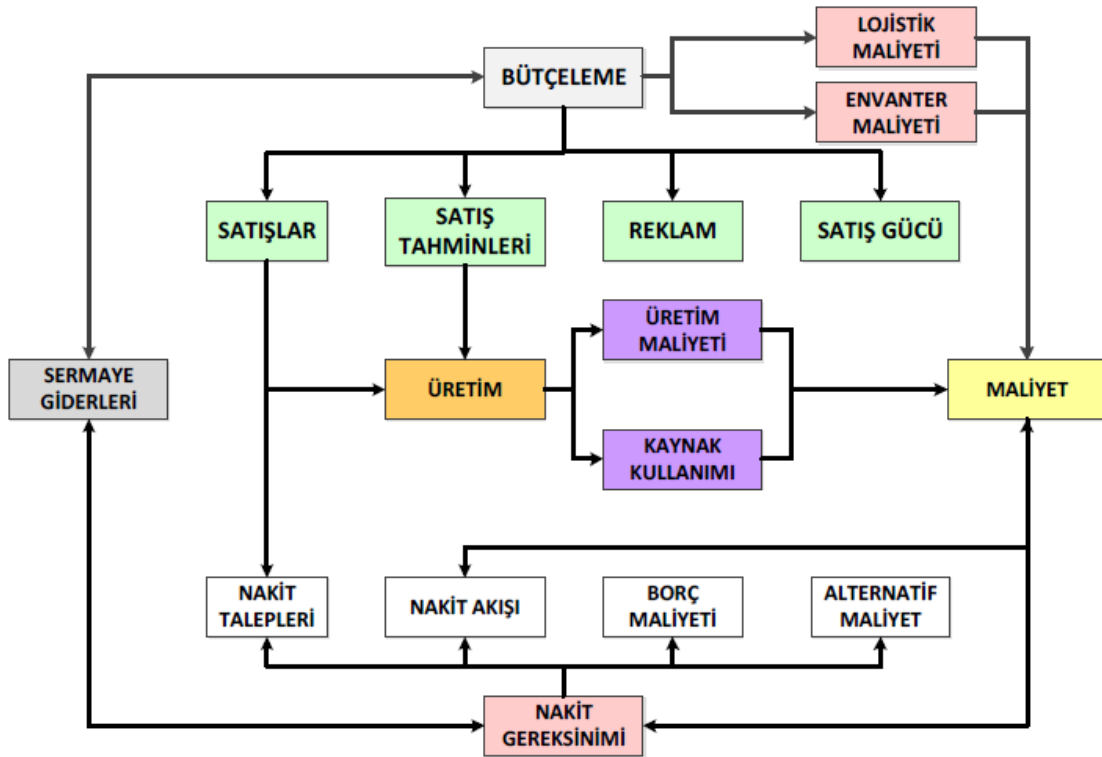 LOJİSTİK
MALİYETİ
BÜTÇELEME
ENVANTER
MALİYETİ
SATIŞLAR
SATIŞ
TAHMİNLERİ
REKLAM
SATIŞ GÜCÜ
ÜRETİM
MALİYETİ
SERMAYE
GİDERLERİ
ÜRETİM
MALİYET
KAYNAK
KULLANIMI
NAKİT
TALEPLERİ
NAKİT AKIŞI
BORÇ
MALİYETİ
ALTERNATİF
MALİYET
NAKİT
GEREKSİNİMİ